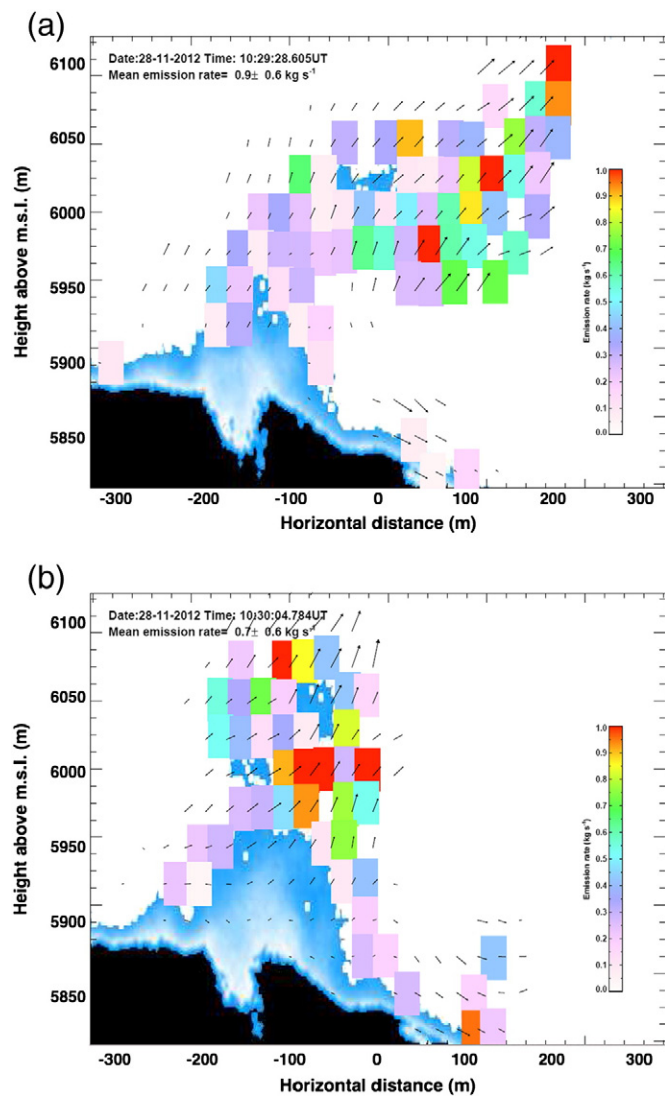 (a)
Date:28-11-2012 Time: 10:29:28.605UT
Mean emission rate= 0.9± 0.6 kg s⁻¹
6100
6050
6000
5950
5900
5850
Height above m.s.l. (m)
1.0
0.9
0.8
0.7
0.6
0.5
0.4
0.3
0.2
0.1
0.0
Emission rate (kg s⁻¹)
-300 -200 -100 0 100 200 300
Horizontal distance (m)
(b)
Date:28-11-2012 Time: 10:30:04.784UT
Mean emission rate= 0.7± 0.6 kg s⁻¹
6100
6050
6000
5950
5900
5850
Height above m.s.l. (m)
1.0
0.9
0.8
0.7
0.6
0.5
0.4
0.3
0.2
0.1
0.0
Emission rate (kg s⁻¹)
-300 -200 -100 0 100 200 300
Horizontal distance (m)